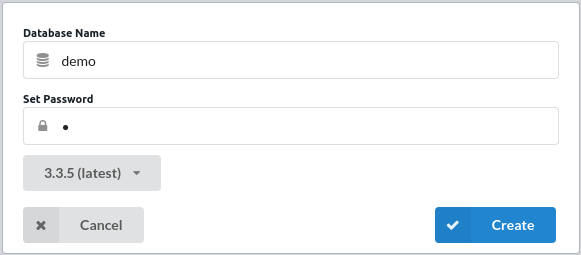 Database Name
demo
Set Password
•
3.3.5 (latest)
Cancel
Create